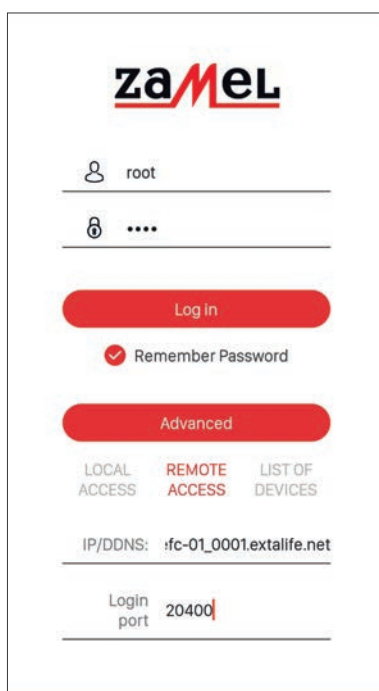 zaMeL
root
••••
Log in
Remember Password
Advanced
LOCAL ACCESS
REMOTE ACCESS
LIST OF DEVICES
IP/DDNS: fc-01_0001.extalife.net
Login port 20400